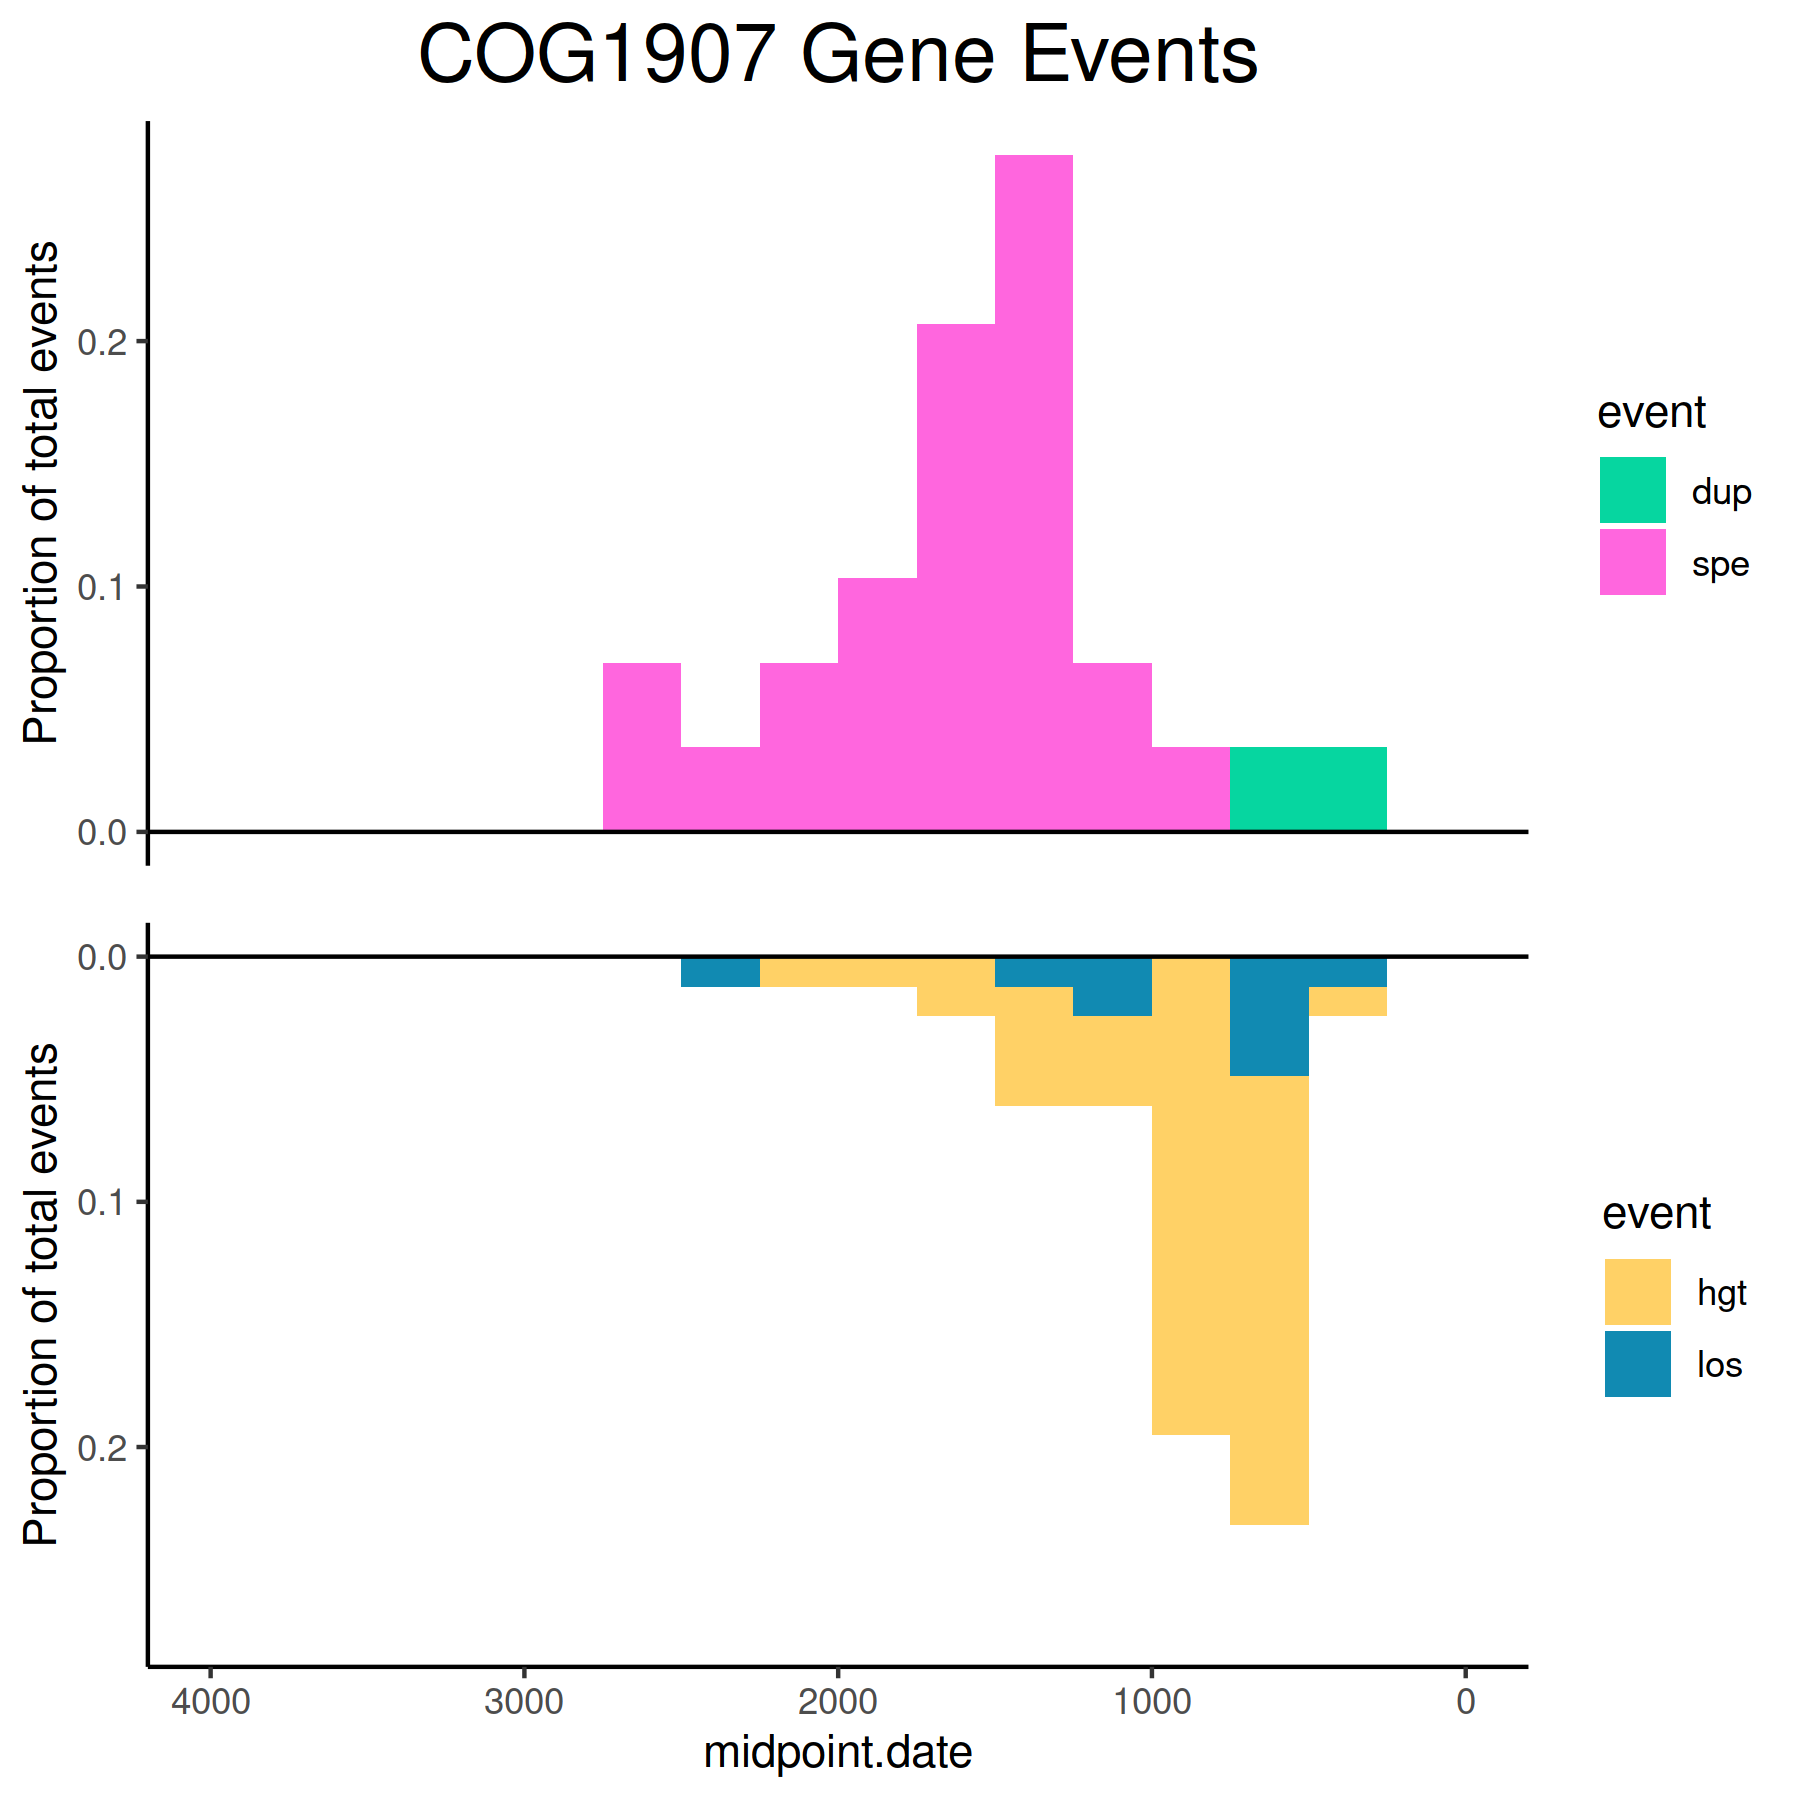 COG1907 Gene Events
Proportion of total events
0.2
0.1
0.0
event
dup
spe
Proportion of total events
0.0
0.1
0.2
event
hgt
los
4000 3000 2000 1000 0
midpoint.date